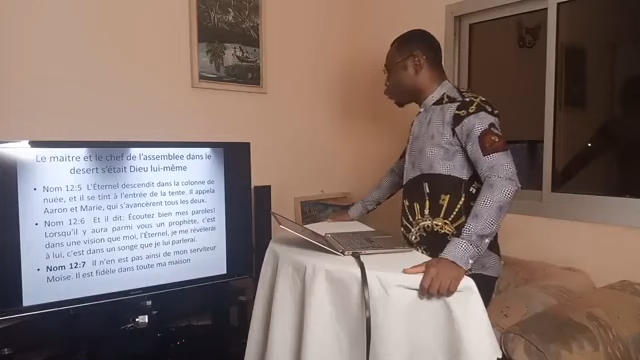 Le maitre et le chef de l'assemblee dans le
desert s'était Dieu lui-même
• Nom 12:5 L'Éternel descendit dans la colonne de
nuée, et il se tint à l'entrée de la tente. Il appela
Aaron et Marie, qui s'avancèrent tous les deux.
• Nom 12:6 Et il dit: Écoutez bien mes paroles!
Lorsqu'il y aura parmi vous un prophète, c'est
dans une vision que moi, l'Éternel, je me révélerai
à lui, c'est dans un songe que je lui parlerai.
• Nom 12:7 Il n'en est pas ainsi de mon serviteur
Moïse. Il est fidèle dans toute ma maison